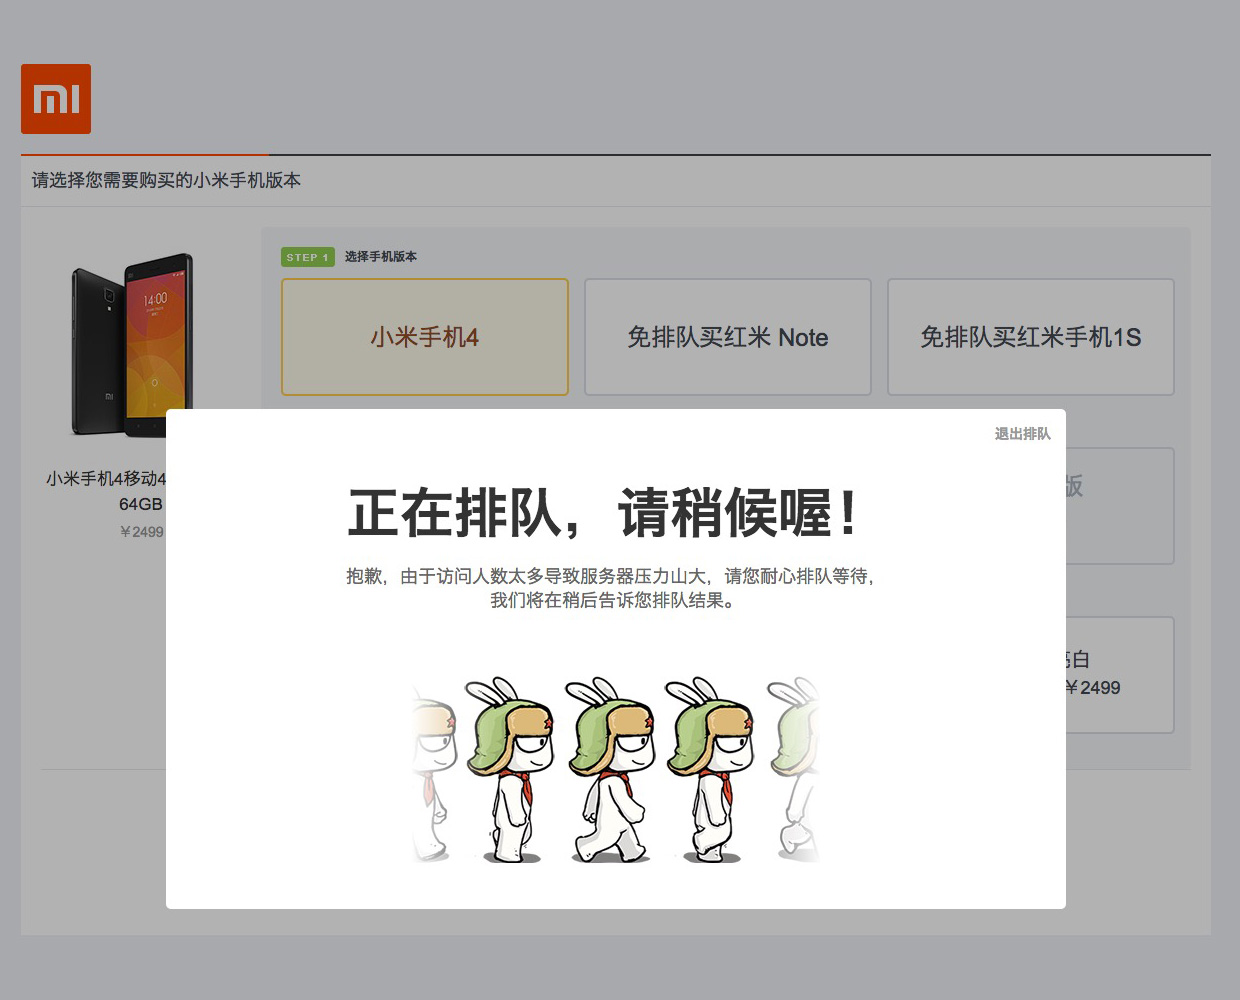 mi
请选择您需要购买的小米手机版本
STEP 1 选择手机版本
14:00
mi
小米手机4
免排队买红米 Note
免排队买红米手机1S
小米手机4移动4
64GB
¥2499
退出排队
正在排队，请稍候喔！
抱歉，由于访问人数太多导致服务器压力山大，请您耐心排队等待，
我们将在稍后告诉您排队结果。
版
亮白
¥2499